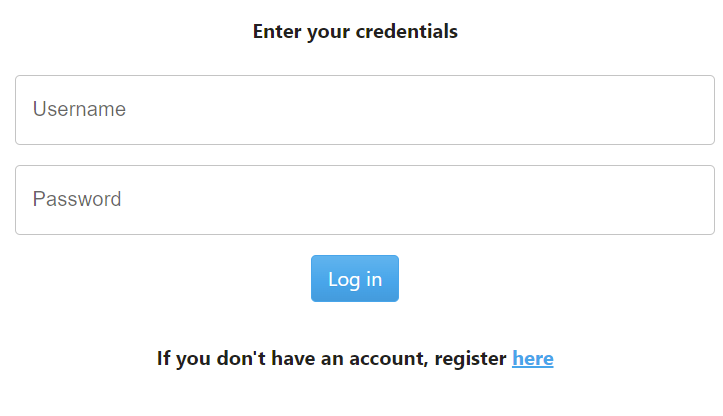 Enter your credentials
Username
Password
Log in
If you don't have an account, register here